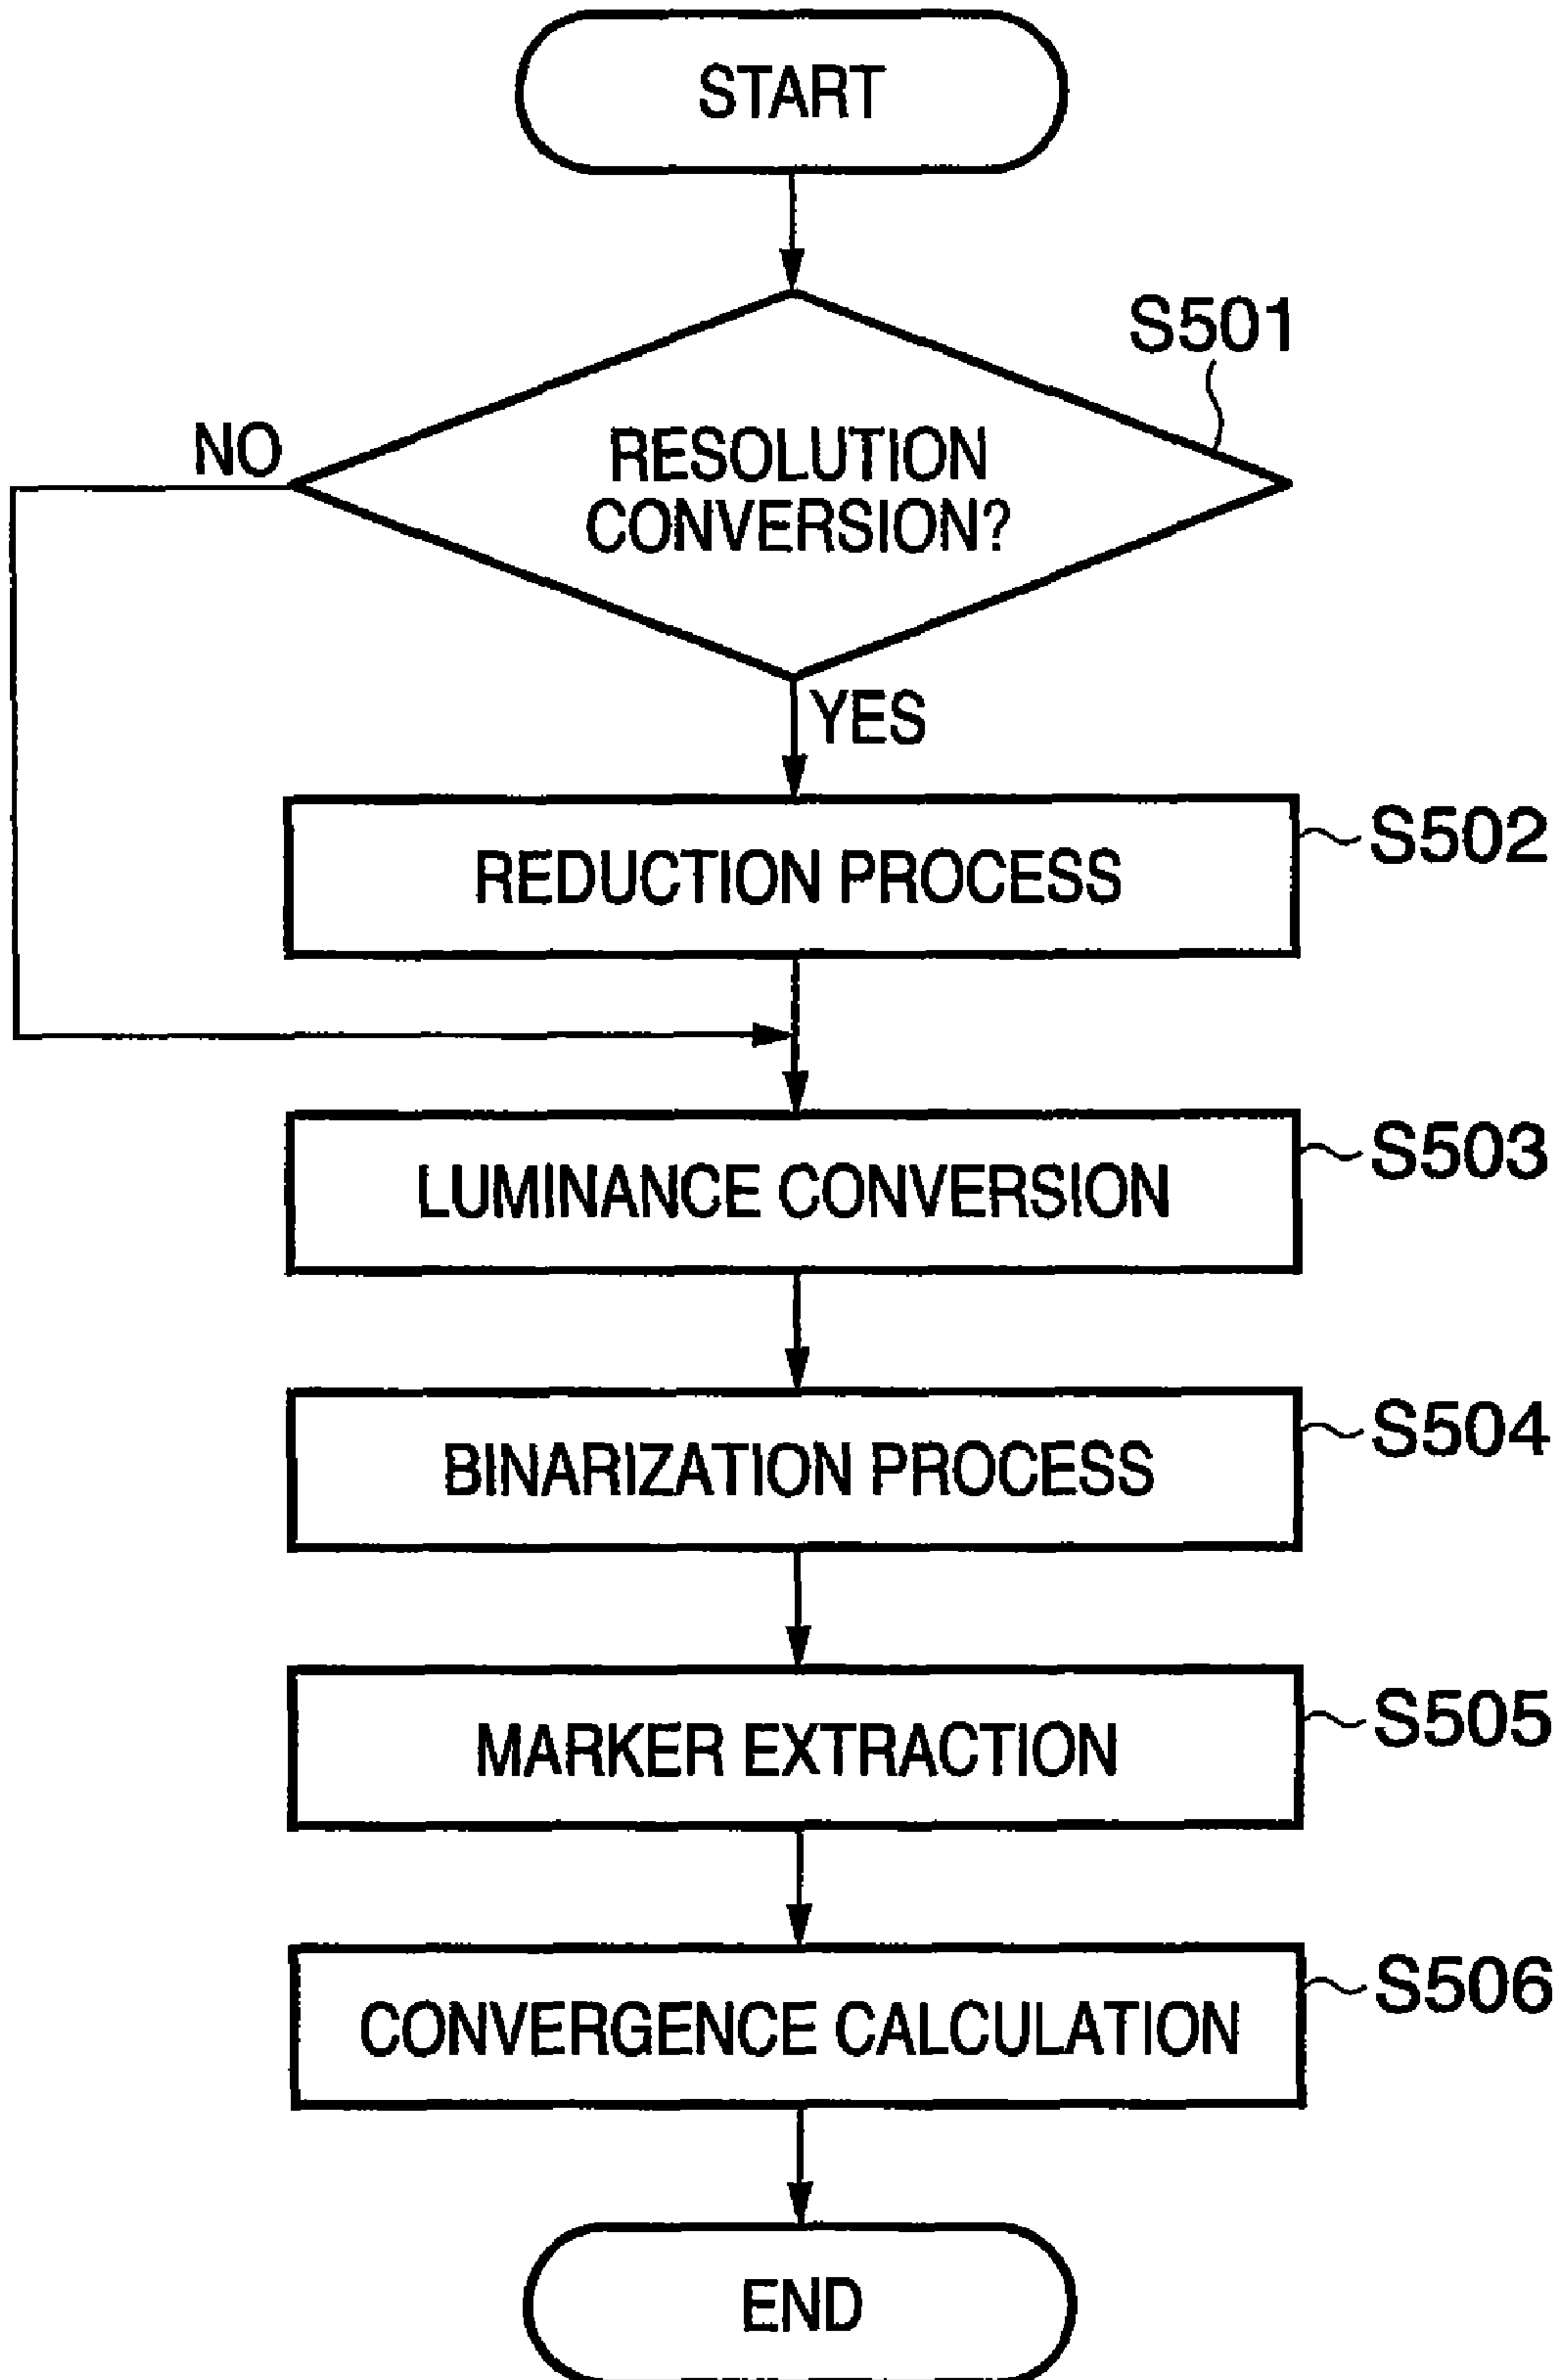 START
S501
NO
RESOLUTION
CONVERSION?
YES
REDUCTION PROCESS
S502
LUMINANCE CONVERSION
S503
BINARIZATION PROCESS
S504
MARKER EXTRACTION
S505
CONVERGENCE CALCULATION
S506
END